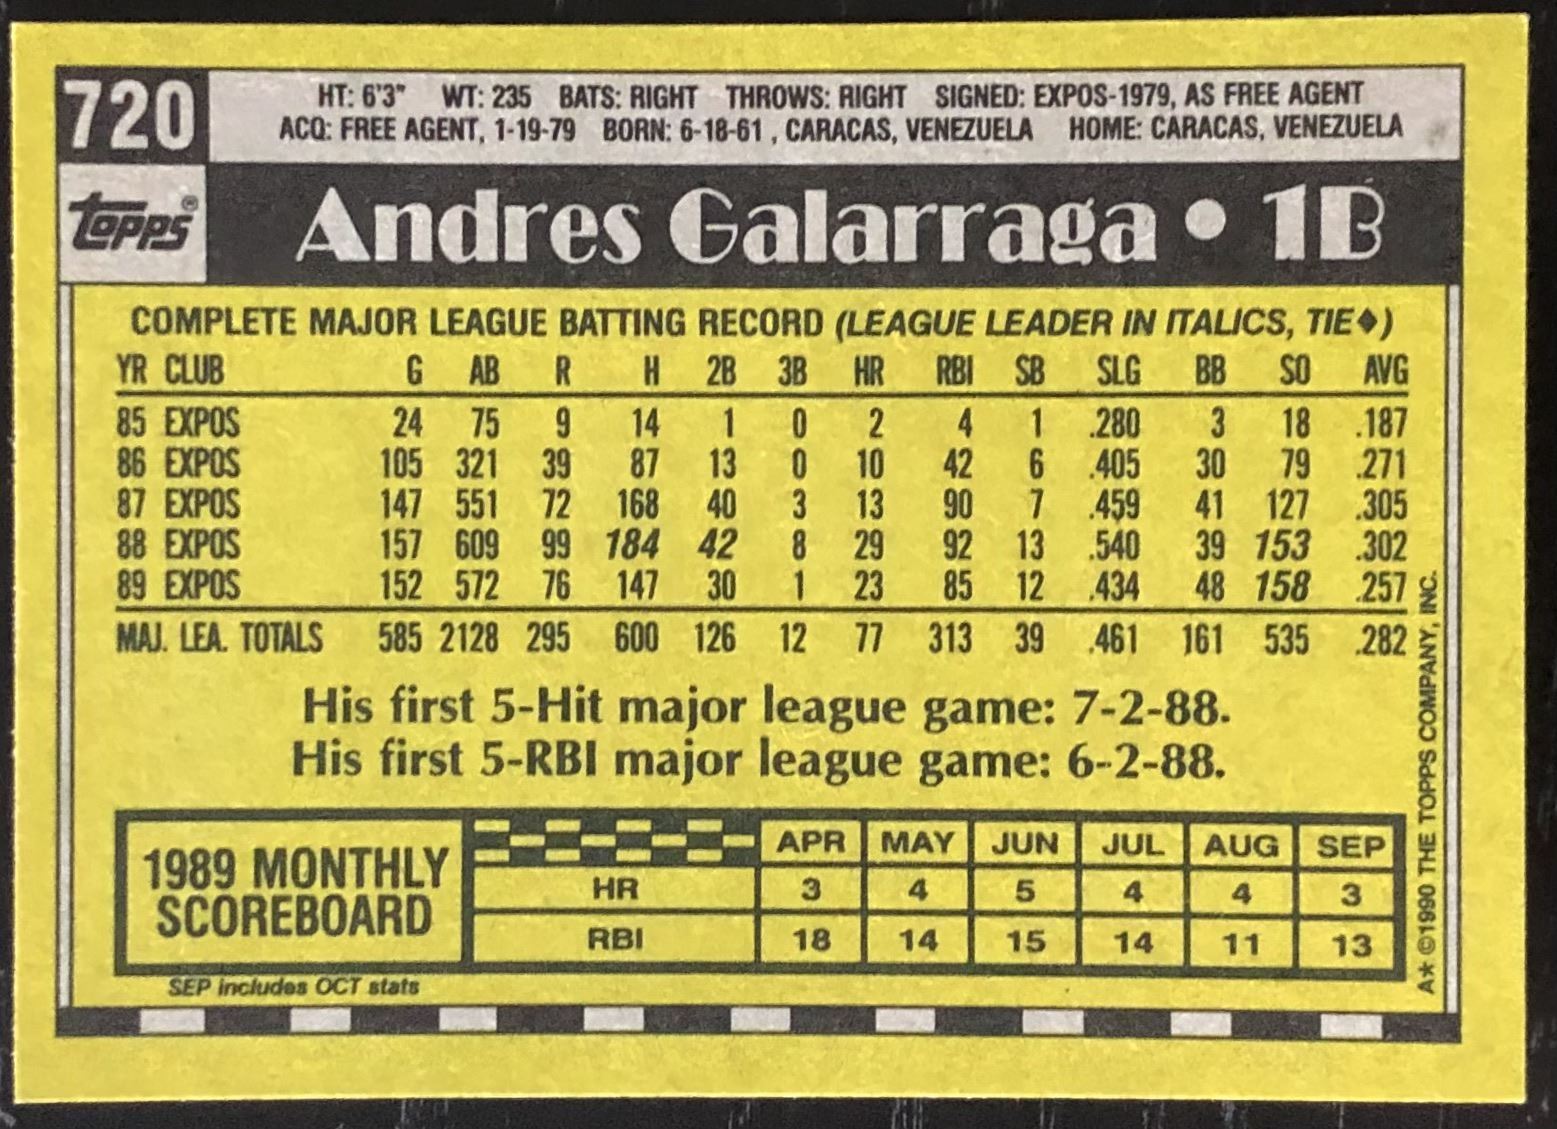 720
HT: 6'3" WT: 235 BATS: RIGHT THROWS: RIGHT SIGNED: EXPOS-1979, AS FREE AGENT
ACQ: FREE AGENT, 1-19-79 BORN: 6-18-61 , CARACAS, VENEZUELA HOME: CARACAS, VENEZUELA
topps®
Andres Galarraga • 1B
COMPLETE MAJOR LEAGUE BATTING RECORD (LEAGUE LEADER IN ITALICS, TIE♦)
YR CLUB G AB R H 2B 3B HR RBI SB SLG BB SO AVG
85 EXPOS 24 75 9 14 1 0 2 4 1 .280 3 18 .187
86 EXPOS 105 321 39 87 13 0 10 42 6 .405 30 79 .271
87 EXPOS 147 551 72 168 40 3 13 90 7 .459 41 127 .305
88 EXPOS 157 609 99 184 42 8 29 92 13 .540 39 153 .302
89 EXPOS 152 572 76 147 30 1 23 85 12 .434 48 158 .257
MAJ. LEA. TOTALS 585 2128 295 600 126 12 77 313 39 .461 161 535 .282
His first 5-Hit major league game: 7-2-88.
His first 5-RBI major league game: 6-2-88.
1989 MONTHLY
SCOREBOARD
APR MAY JUN JUL AUG SEP
HR 3 4 5 4 4 3
RBI 18 14 15 14 11 13
SEP includes OCT stats
A★ ©1990 THE TOPPS COMPANY, INC.